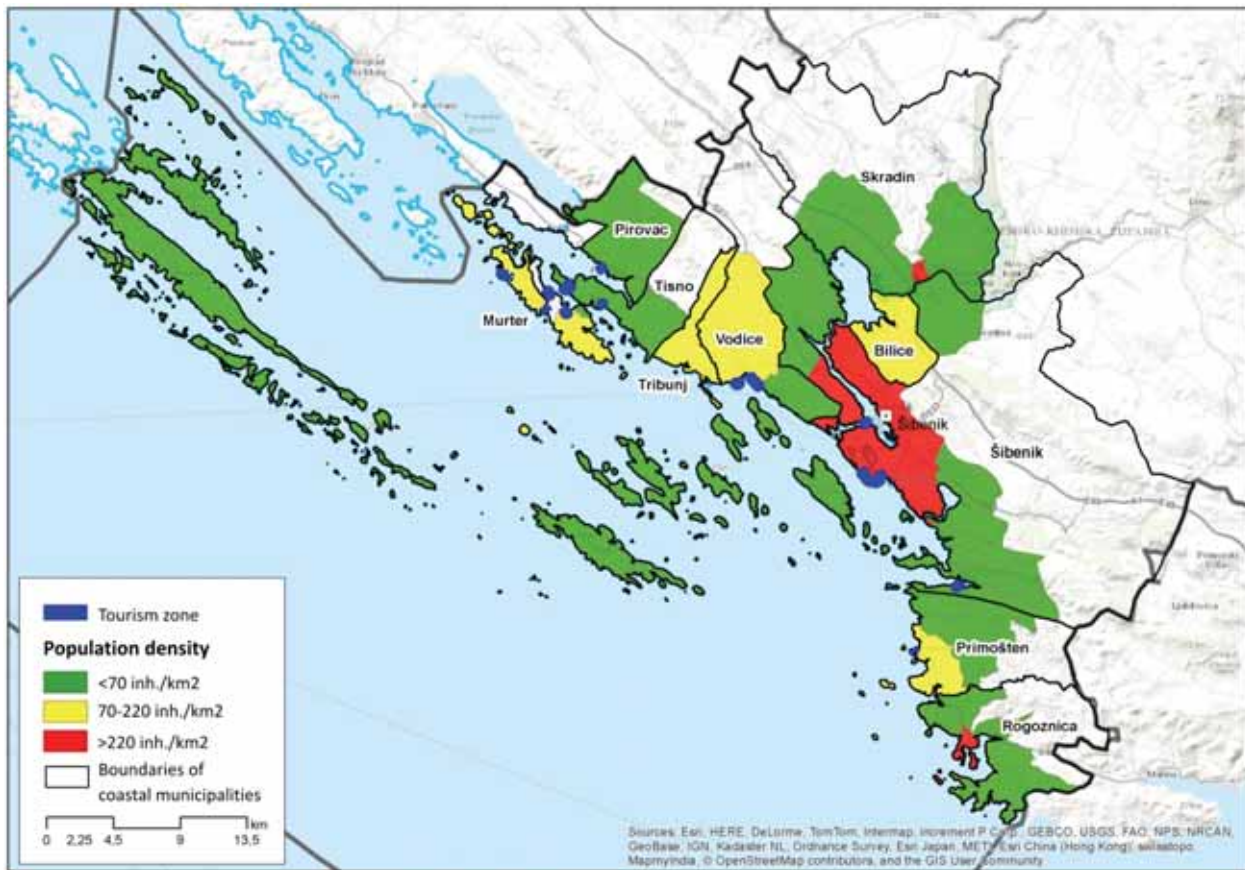 Skradin
Pirovac
Tisno
Murter
Vodice
Bilice
Tribunj
Šibenik
Šibenik
Primošten
Rogoznica
Tourism zone
Population density
<70 inh./km2
70-220 inh./km2
>220 inh./km2
Boundaries of
coastal municipalities
km
0 2,25 4,5 9 13,5
Sources: Esri, HERE, DeLorme, TomTom, Intermap, increment P Corp., GEBCO, USGS, FAO, NPS, NRCAN,
GeoBase, IGN, Kadaster NL, Ordnance Survey, Esri Japan, METI, Esri China (Hong Kong), swisstopo,
MapmyIndia, © OpenStreetMap contributors, and the GIS User Community